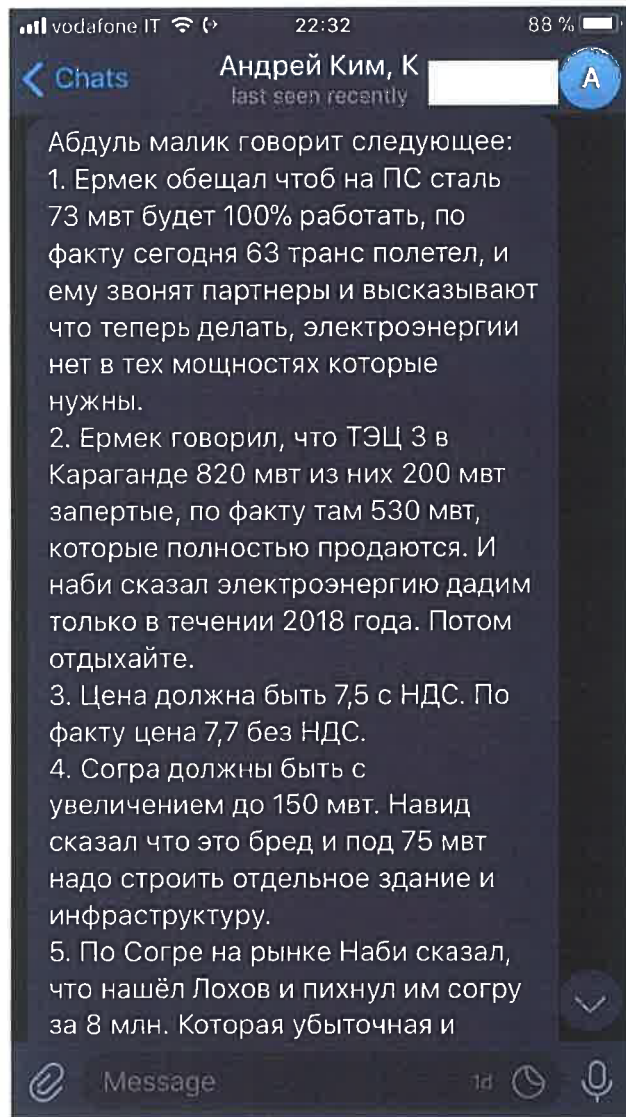 vodafone IT 22:32 88 %
Chats
Андрей Ким, К
A
last seen recently
Абдуль малик говорит следующее:
1. Ермек обещал чтоб на ПС сталь
73 мвт будет 100% работать, по
факту сегодня 63 транс полетел, и
ему звонят партнеры и высказывают
что теперь делать, электроэнергии
нет в тех мощностях которые
нужны.
2. Ермек говорил, что ТЭЦ 3 в
Караганде 820 мвт из них 200 мвт
запертые, по факту там 530 мвт,
которые полностью продаются. И
наби сказал электроэнергию дадим
только в течении 2018 года. Потом
отдыхайте.
3. Цена должна быть 7,5 с НДС. По
факту цена 7,7 без НДС.
4. Согра должны быть с
увеличением до 150 мвт. Навид
сказал что это бред и под 75 мвт
надо строить отдельное здание и
инфраструктуру.
5. По Согре на рынке Наби сказал,
что нашёл Лохов и пихнул им согру
за 8 млн. Которая убыточная и
Message 1d